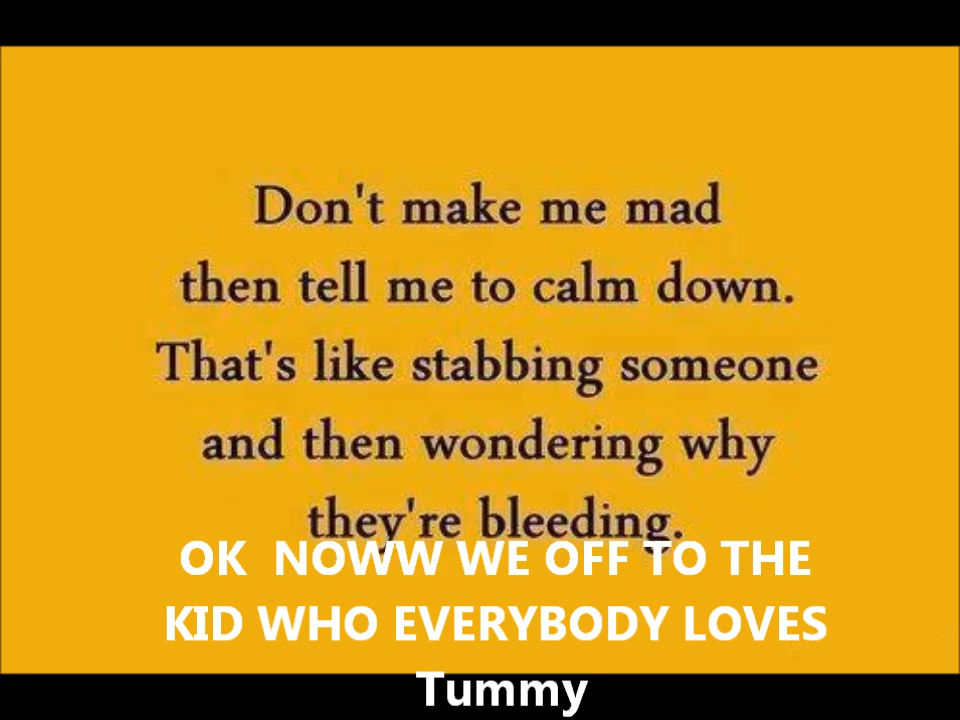 Don't make me mad
then tell me to calm down.
That's like stabbing someone
and then wondering why
they're bleeding.
OK  NOWW WE OFF TO THE
KID WHO EVERYBODY LOVES
Tummy